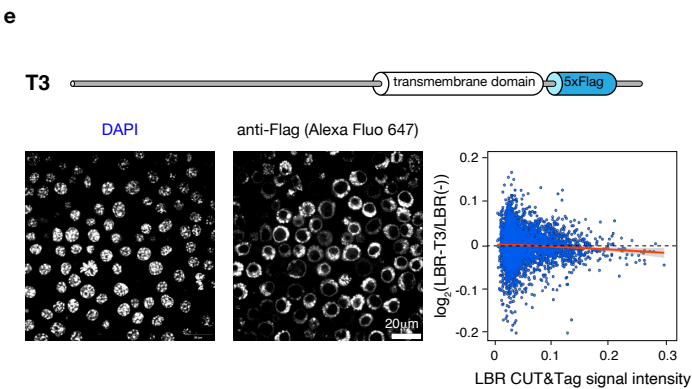 e
T3
transmembrane domain
5xFlag
DAPI
anti-Flag (Alexa Fluo 647)
20um
log2(LBR-T3/LBR(-))
0.2
0.1
0
-0.1
-0.2
0
0.1
0.2
0.3
LBR CUT&Tag signal intensity